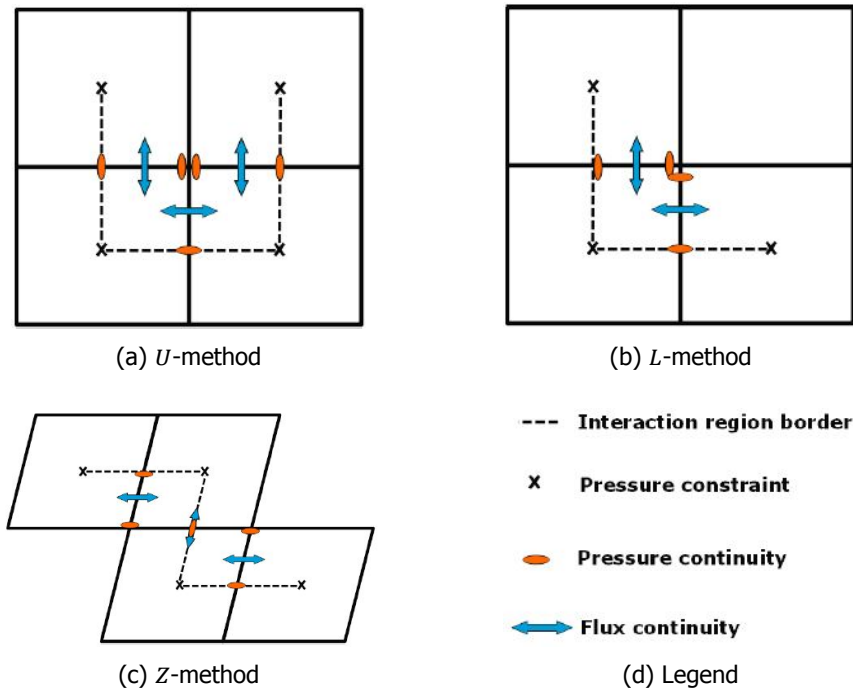 (a) U-method
(b) L-method
Interaction region border
x Pressure constraint
Pressure continuity
Flux continuity
(c) Z-method
(d) Legend